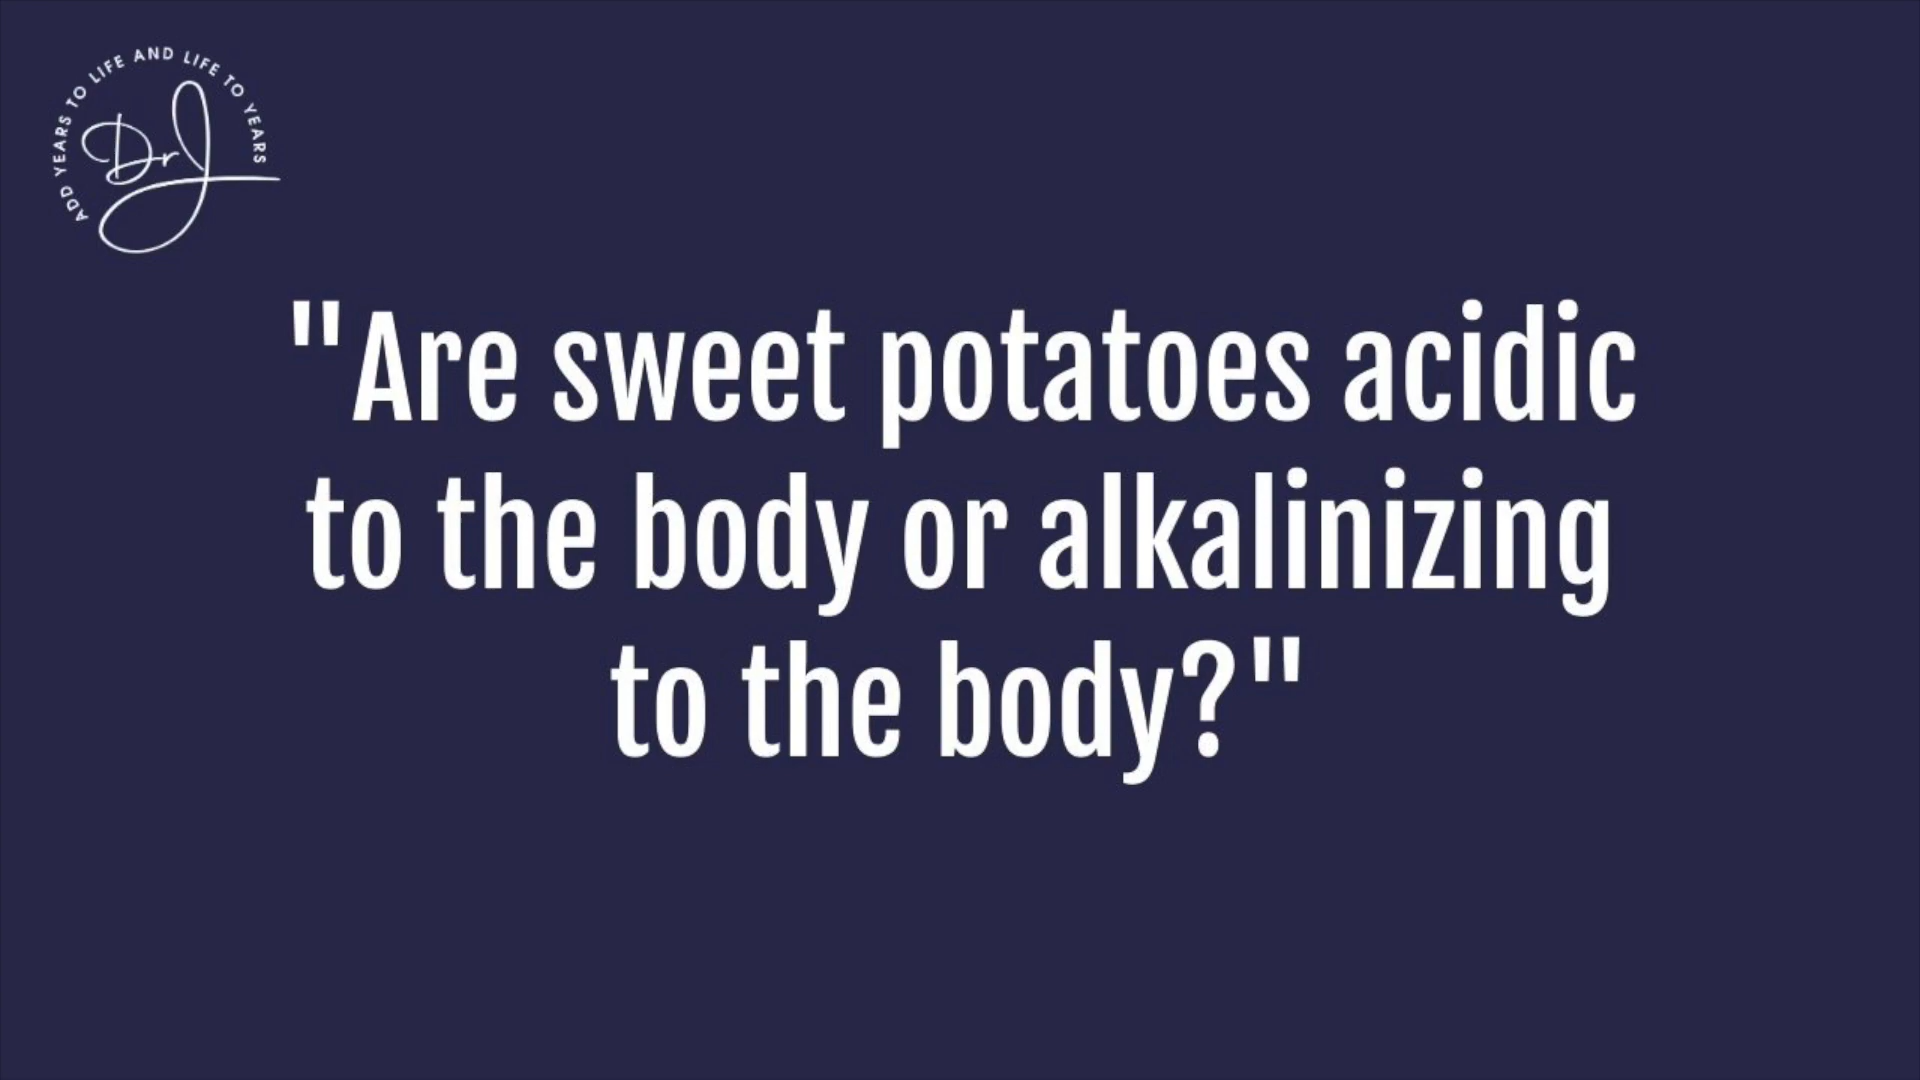 ADD YEARS TO LIFE AND LIFE TO YEARS
DrJ
"Are sweet potatoes acidic
to the body or alkalinizing
to the body?"